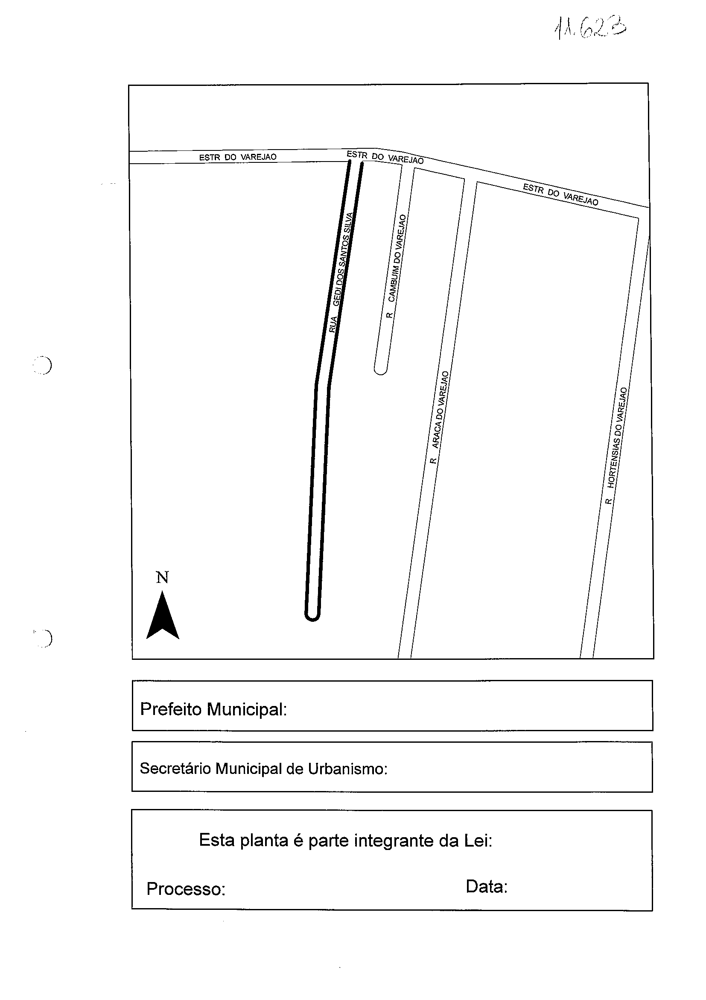 11.623
ESTR DO VAREJAO
ESTR DO VAREJAO
ESTR DO VAREJAO
RUA GEDI DOS SANTOS SILVA
R CAMBUIM DO VAREJAO
R ARACA DO VAREJAO
R HORTENSIAS DO VAREJAO
N
Prefeito Municipal:
Secretário Municipal de Urbanismo:
Esta planta é parte integrante da Lei:
Processo:
Data: